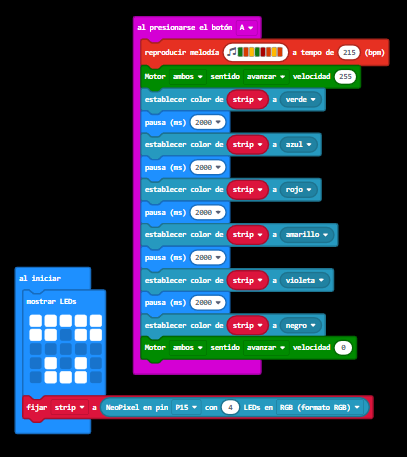 al presionarse el botón A
reproducir melodía a tempo de 215 (bpm)
Motor ambos sentido avanzar velocidad 255
establecer color de strip a verde
pausa (ms) 2000
establecer color de strip a azul
pausa (ms) 2000
establecer color de strip a rojo
pausa (ms) 2000
establecer color de strip a amarillo
pausa (ms) 2000
establecer color de strip a violeta
pausa (ms) 2000
establecer color de strip a negro
Motor ambos sentido avanzar velocidad 0
al iniciar
mostrar LEDs
fijar strip a NeoPixel en pin P15 con 4 LEDs en RGB (formato RGB)